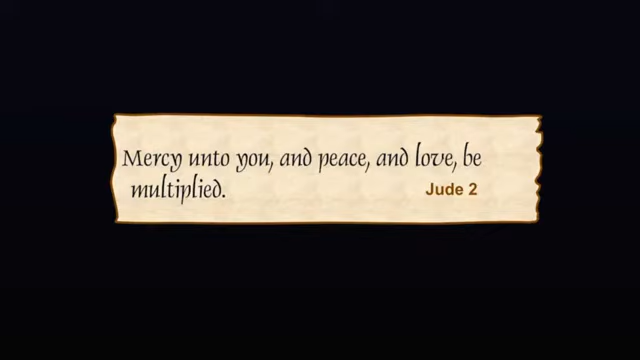 Mercy unto you, and peace, and love, be
multiplied.
Jude 2